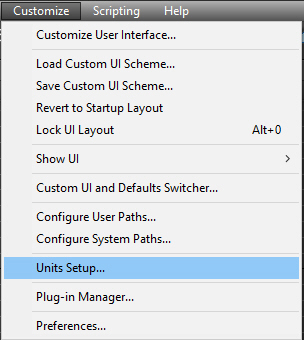 Customize Scripting Help
Customize User Interface...
Load Custom UI Scheme...
Save Custom UI Scheme...
Revert to Startup Layout
Lock UI Layout Alt+0
Show UI
Custom UI and Defaults Switcher...
Configure User Paths...
Configure System Paths...
Units Setup...
Plug-in Manager...
Preferences...